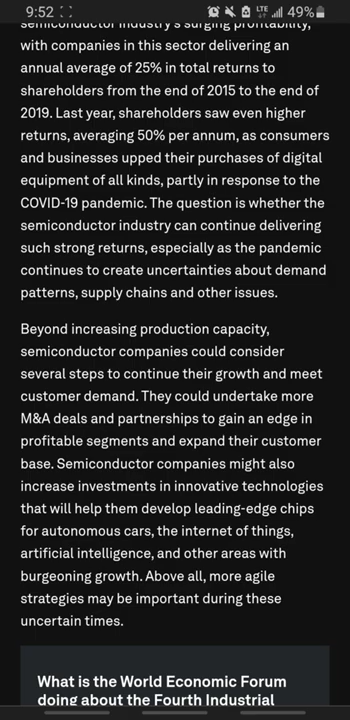 9:52
LTE
49%
semiconductor industry's surging profitability,
with companies in this sector delivering an
annual average of 25% in total returns to
shareholders from the end of 2015 to the end of
2019. Last year, shareholders saw even higher
returns, averaging 50% per annum, as consumers
and businesses upped their purchases of digital
equipment of all kinds, partly in response to the
COVID-19 pandemic. The question is whether the
semiconductor industry can continue delivering
such strong returns, especially as the pandemic
continues to create uncertainties about demand
patterns, supply chains and other issues.
Beyond increasing production capacity,
semiconductor companies could consider
several steps to continue their growth and meet
customer demand. They could undertake more
M&A deals and partnerships to gain an edge in
profitable segments and expand their customer
base. Semiconductor companies might also
increase investments in innovative technologies
that will help them develop leading-edge chips
for autonomous cars, the internet of things,
artificial intelligence, and other areas with
burgeoning growth. Above all, more agile
strategies may be important during these
uncertain times.
What is the World Economic Forum
doing about the Fourth Industrial